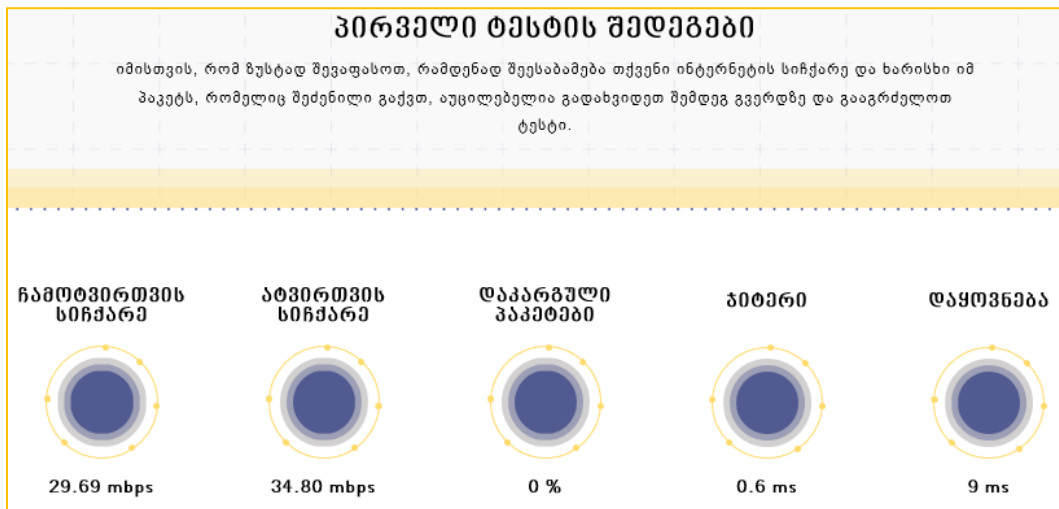 პირველი ტესტის შედეგები
იმისთვის, რომ ზუსტად შევაფასოთ, რამდენად შეესაბამება თქვენი ინტერნეტის სიჩქარე და ხარისხი იმ
პაკეტს, რომელიც შეძენილი გაქვთ, აუცილებელია გადახვიდეთ შემდეგ გვერდზე და გააგრძელოთ
ტესტი.
ჩამოტვირთვის
სიჩქარე
29.69 mbps
ატვირთვის
სიჩქარე
34.80 mbps
დაკარგული
პაკეტები
0 %
ჯიტერი
0.6 ms
დაყოვნება
9 ms